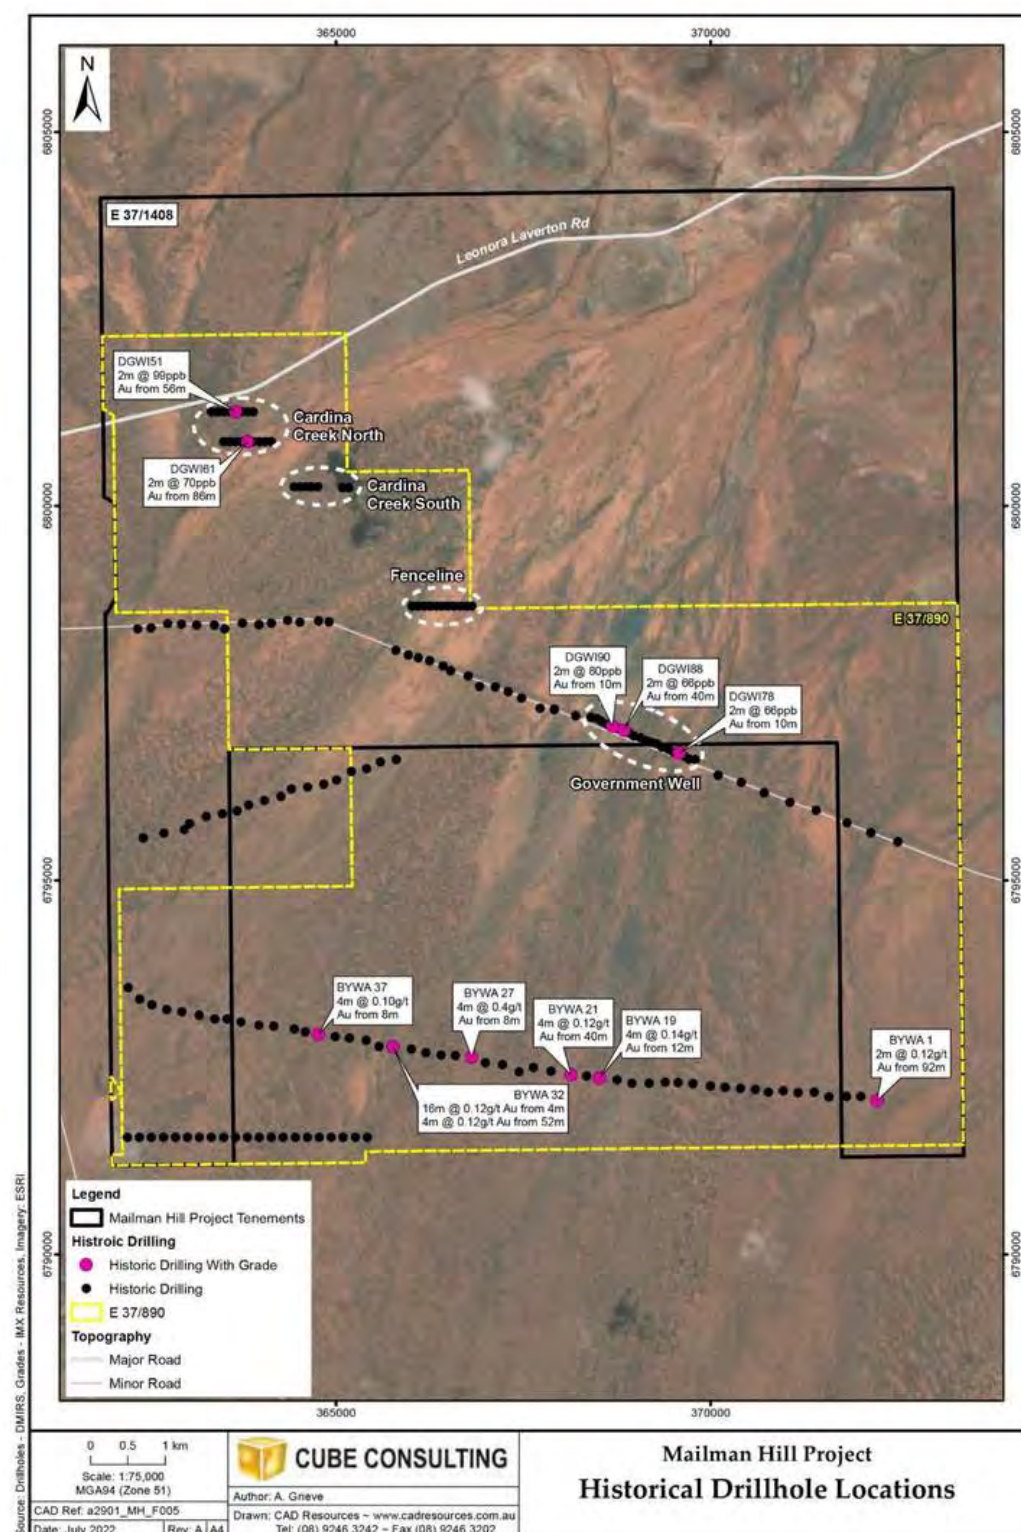 365000
370000
N
6805000
6805000
E 37/1408
Leonora Laverton Rd
DGWI51
2m @ 99ppb
Au from 56m
Cardina
Creek North
DGWI61
2m @ 70ppb
Au from 86m
Cardina
Creek South
6800000
6800000
Fenceline
E 37/890
DGWI90
2m @ 80ppb
Au from 10m
DGWI88
2m @ 66ppb
Au from 40m
DGWI78
2m @ 66ppb
Au from 10m
Government Well
6795000
6795000
BYWA 37
4m @ 0.10g/t
Au from 8m
BYWA 27
4m @ 0.4g/t
Au from 8m
BYWA 21
4m @ 0.12g/t
Au from 40m
BYWA 19
4m @ 0.14g/t
Au from 12m
BYWA 1
2m @ 0.12g/t
Au from 92m
BYWA 32
16m @ 0.12g/t Au from 4m
4m @ 0.12g/t Au from 52m
Legend
Mailman Hill Project Tenements
Histroic Drilling
Historic Drilling With Grade
Historic Drilling
E 37/890
Topography
Major Road
Minor Road
6790000
6790000
Source: Drillholes - DMIRS, Grades - IMX Resources, Imagery: ESRI
365000
370000
0 0.5 1 km
Scale: 1:75,000
MGA94 (Zone 51)
CAD Ref: a2901_MH_F005
Date: July 2022 Rev: A A4
CUBE CONSULTING
Author: A. Grieve
Drawn: CAD Resources ~ www.cadresources.com.au
Tel: (08) 9246 3242 ~ Fax (08) 9246 3202
Mailman Hill Project
Historical Drillhole Locations